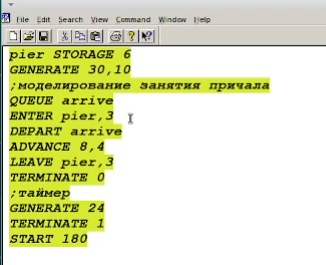 File Edit Search View Command Window Help
pier STORAGE 6
GENERATE 30,10
;моделирование занятия причала
QUEUE arrive
ENTER pier,3
DEPART arrive
ADVANCE 8,4
LEAVE pier,3
TERMINATE 0
;таймер
GENERATE 24
TERMINATE 1
START 180